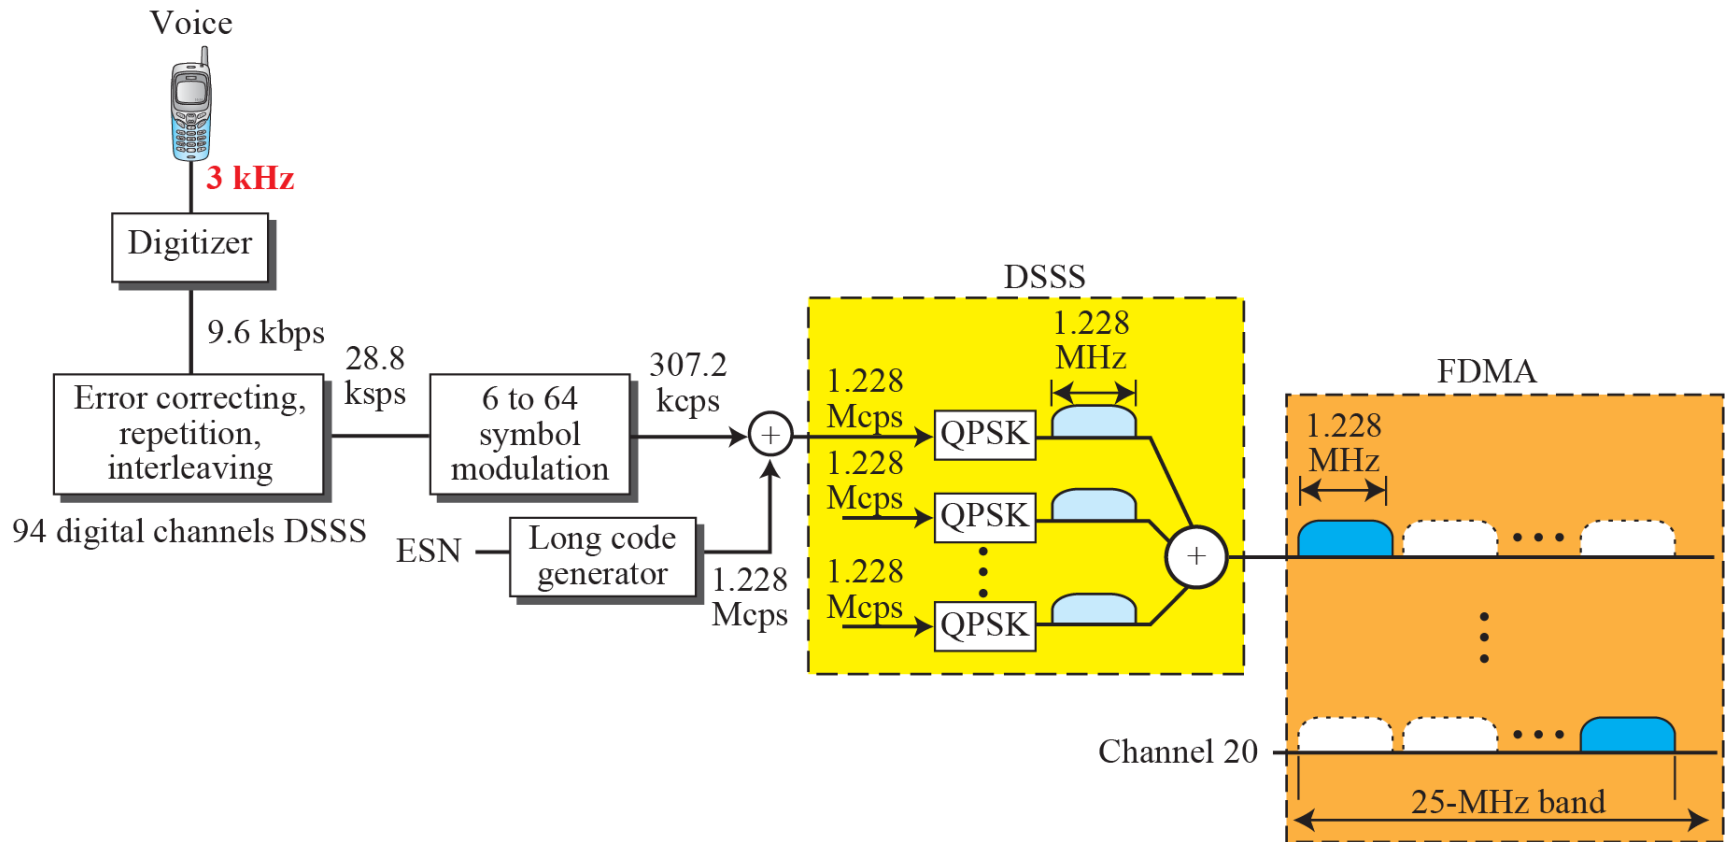 Voice
3 kHz
Digitizer
9.6 kbps
Error correcting,
repetition,
interleaving
94 digital channels DSSS
28.8
ksps
6 to 64
symbol
modulation
307.2
kcps
+
ESN
Long code
generator
1.228
Mcps
DSSS
1.228
Mcps
QPSK
1.228
MHz
1.228
Mcps
QPSK
1.228
Mcps
QPSK
+
FDMA
1.228
MHz
Channel 20
25-MHz band